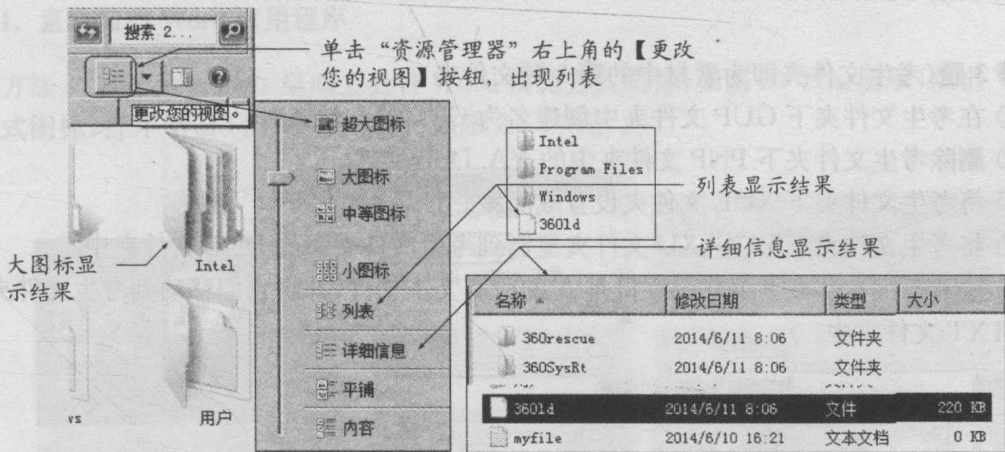 搜索 2...
单击“资源管理器”右上角的【更改
您的视图】按钮, 出现列表
更改您的视图。
超大图标
大图标
中等图标
小图标
列表
详细信息
平铺
内容
大图标显
示结果
Intel
用户
vs
Intel
Program Files
Windows
3601d
列表显示结果
详细信息显示结果
名称 修改日期 类型 大小
360rescue 2014/6/11 8:06 文件夹
360SysRt 2014/6/11 8:06 文件夹
3601d 2014/6/11 8:06 文件 220 KB
myfile 2014/6/10 16:21 文本文档 0 KB